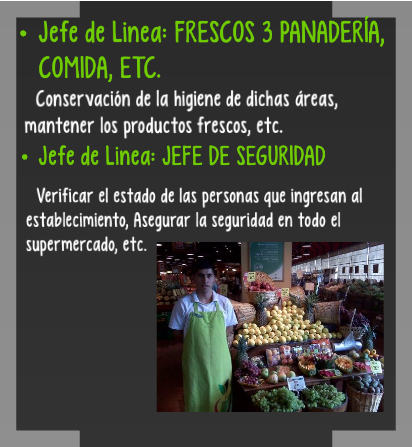 • Jefe de Linea: FRESCOS 3 PANADERÍA,
COMIDA, ETC.
Conservación de la higiene de dichas áreas,
mantener los productos frescos, etc.
• Jefe de Linea: JEFE DE SEGURIDAD
Verificar el estado de las personas que ingresan al
establecimiento, Asegurar la seguridad en todo el
supermercado, etc.